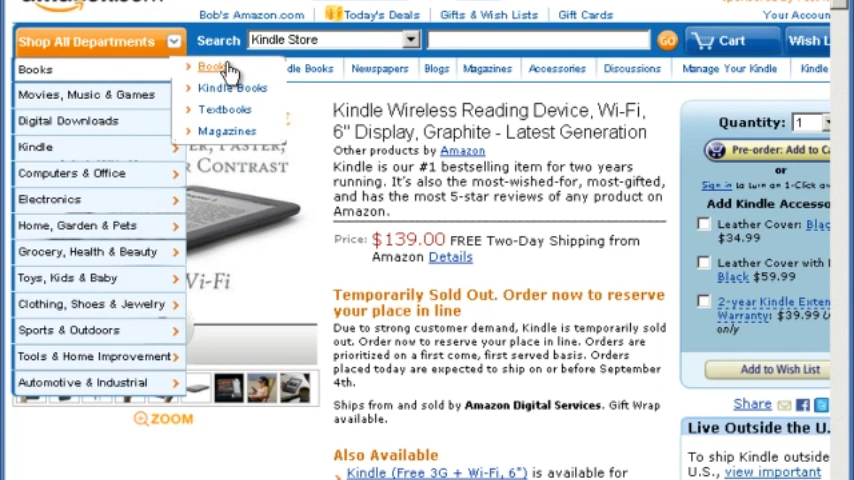 Bob's Amazon.com
Today's Deals
Gifts & Wish Lists
Gift Cards
Your Accoun
Shop All Departments
Search
Kindle Store
GO
Cart
Wish L
Books
Kindle Books
Textbooks
Magazines
dle Books
Newspapers
Blogs
Magazines
Accessories
Discussions
Manage Your Kindle
Kindle
Books
Movies, Music & Games
Digital Downloads
Kindle
Computers & Office
Electronics
Home, Garden & Pets
Grocery, Health & Beauty
Toys, Kids & Baby
Clothing, Shoes & Jewelry
Sports & Outdoors
Tools & Home Improvement
Automotive & Industrial
Wi-Fi
ZOOM
Kindle Wireless Reading Device, Wi-Fi,
6" Display, Graphite - Latest Generation
Other products by Amazon
Kindle is our #1 bestselling item for two years
running. It's also the most-wished-for, most-gifted,
and has the most 5-star reviews of any product on
Amazon.
Price: $139.00 FREE Two-Day Shipping from
Amazon Details
Temporarily Sold Out. Order now to reserve
your place in line
Due to strong customer demand, Kindle is temporarily sold
out. Order now to reserve your place in line. Orders are
prioritized on a first come, first served basis. Orders
placed today are expected to ship on or before September
4th.
Ships from and sold by Amazon Digital Services. Gift Wrap
available.
Also Available
Kindle (Free 3G + Wi-Fi, 6") is available for
Quantity: 1
Pre-order: Add to Ca
or
Sign in to turn on 1-Click
Add Kindle Accesso
Leather Cover: Blac
$34.99
Leather Cover with
Black $59.99
2-year Kindle Exten
Warranty: $39.99
only
Add to Wish List
Share
Live Outside the U.
To ship Kindle outside
U.S., view important